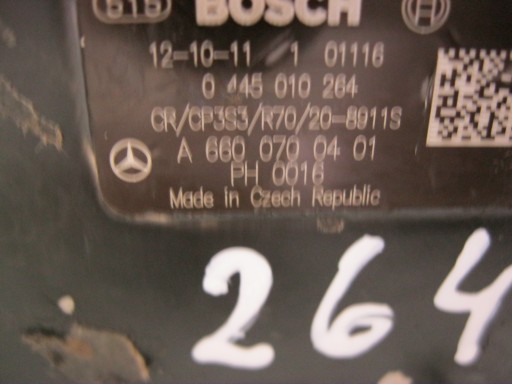 BOSCH
12-10-11 1 01116
0 445 010 264
CR/CP3S3/R70/20-8911S
A 660 070 04 01
PH 0016
Made in Czech Republic
264